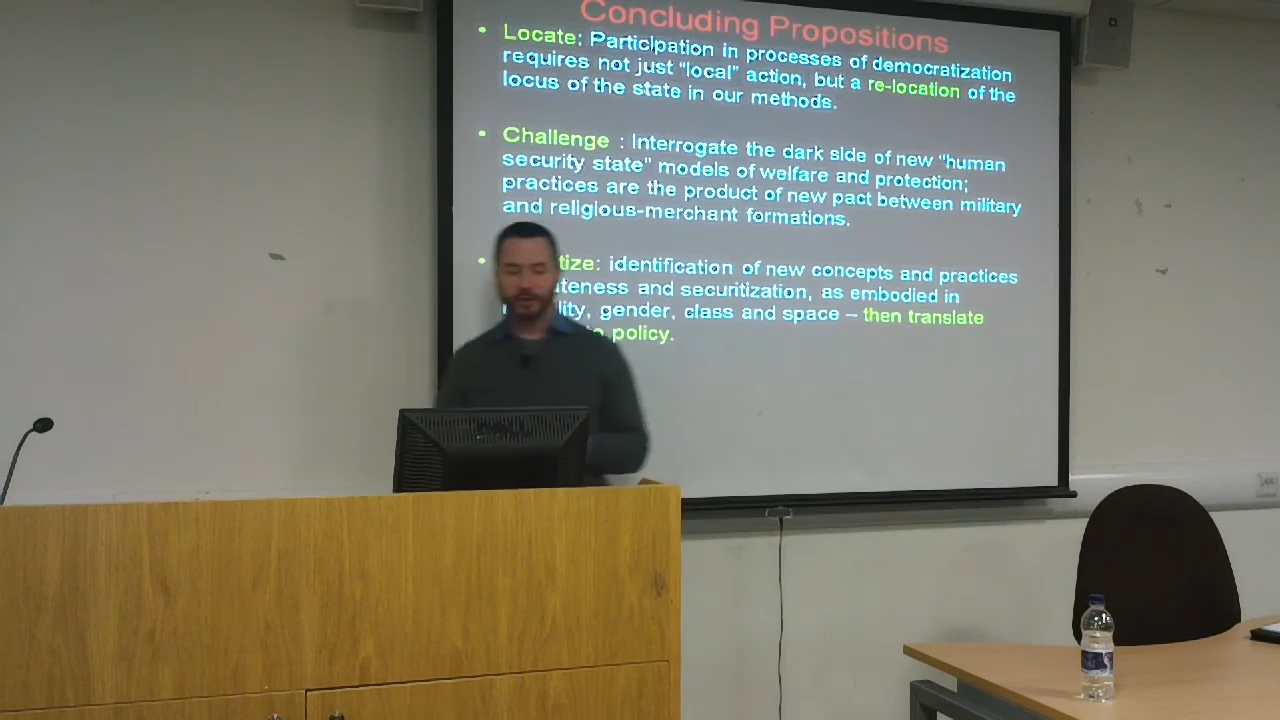 Concluding Propositions
• Locate: Participation in processes of democratization
requires not just "local" action, but a re-location of the
locus of the state in our methods.
• Challenge : Interrogate the dark side of new "human
security state" models of welfare and protection;
practices are the product of new pact between military
and religious-merchant formations.
• tize: identification of new concepts and practices
ateness and securitization, as embodied in
lity, gender, class and space – then translate
policy.
DELL